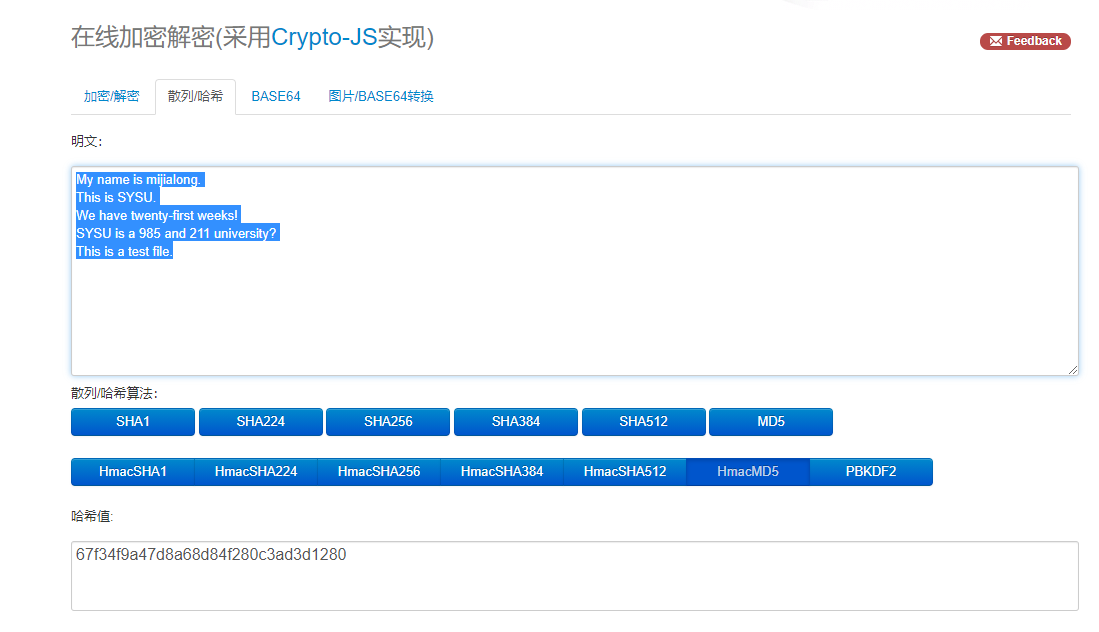 在线加密解密(采用Crypto-JS实现)
Feedback
加密/解密 散列/哈希 BASE64 图片/BASE64转换
明文:
My name is mijialong.
This is SYSU.
We have twenty-first weeks!
SYSU is a 985 and 211 university?
This is a test file.
散列/哈希算法:
SHA1 SHA224 SHA256 SHA384 SHA512 MD5
HmacSHA1 HmacSHA224 HmacSHA256 HmacSHA384 HmacSHA512 HmacMD5 PBKDF2
哈希值:
67f34f9a47d8a68d84f280c3ad3d1280